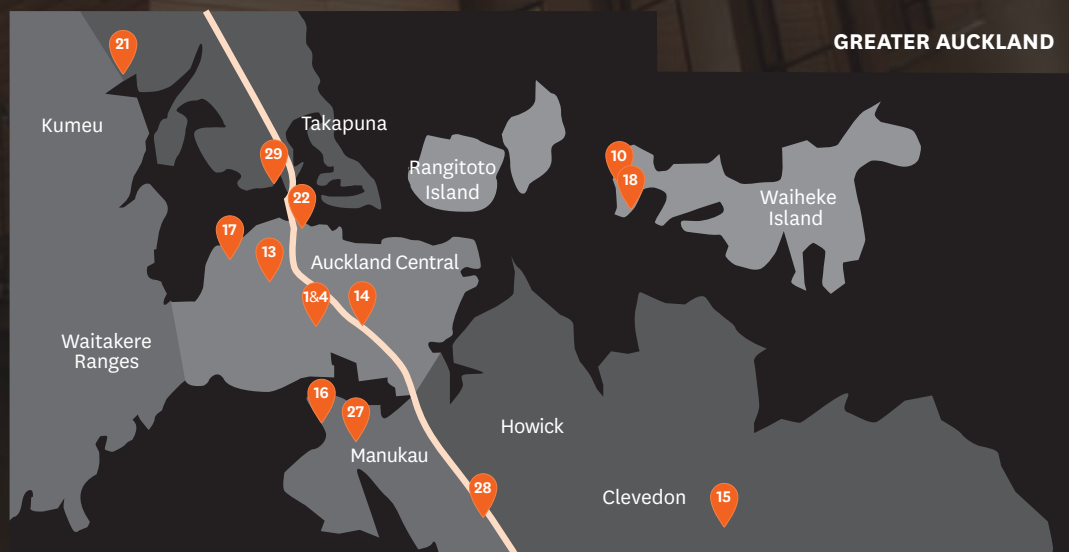 GREATER AUCKLAND
21
Kumeu
Takapuna
29
10
Rangitoto
Island
18
22
Waiheke
Island
17
13
Auckland Central
1&4
14
Waitakere
Ranges
16
27
Howick
Manukau
28
Clevedon
15